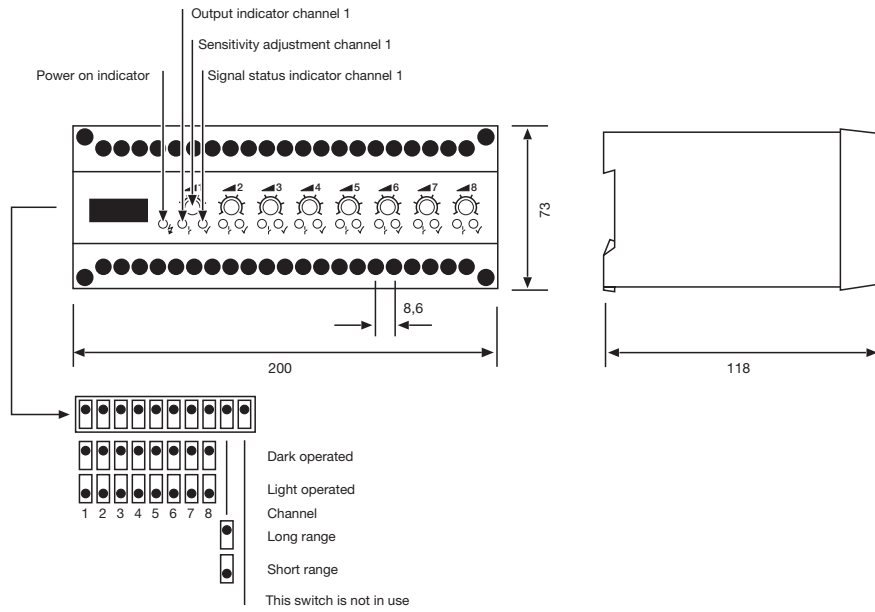 Output indicator channel 1
Sensitivity adjustment channel 1
Power on indicator
Signal status indicator channel 1
1 2 3 4 5 6 7 8
73
8,6
200
118
Dark operated
Light operated
1 2 3 4 5 6 7 8 Channel
Long range
Short range
This switch is not in use